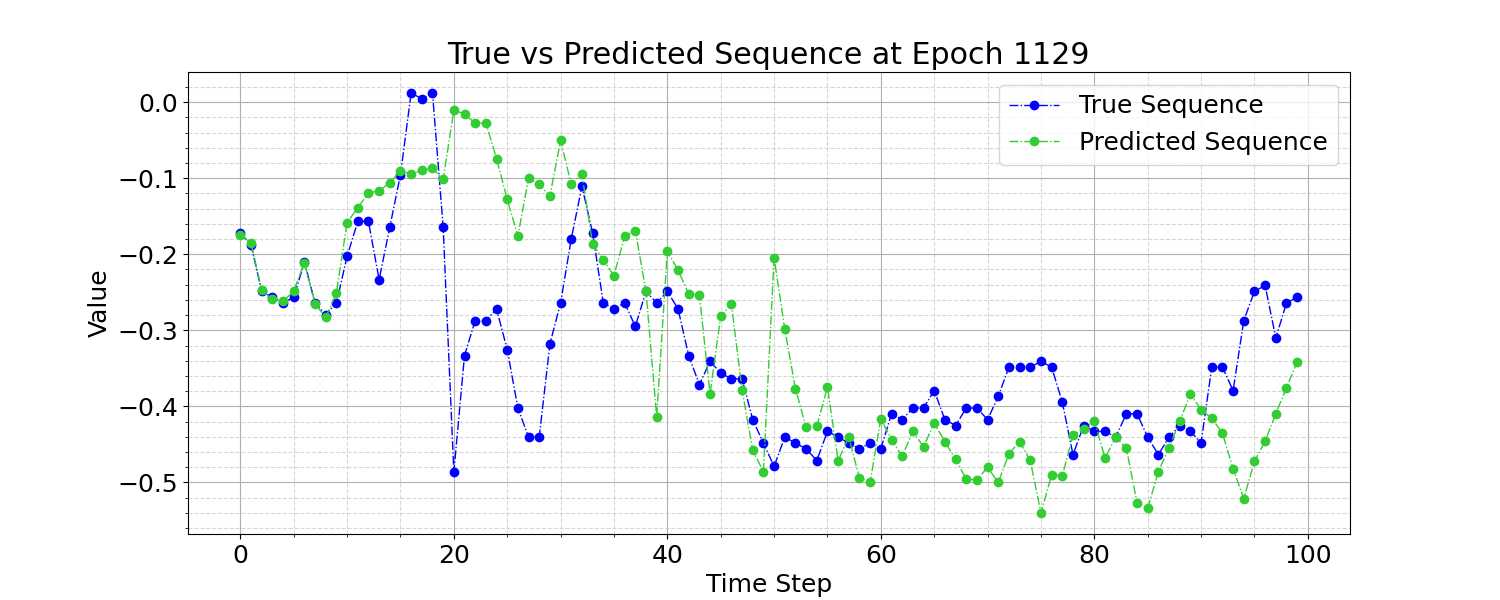 True vs Predicted Sequence at Epoch 1129
True Sequence
Predicted Sequence
Value
0.0
−0.1
−0.2
−0.3
−0.4
−0.5
0 20 40 60 80 100
Time Step